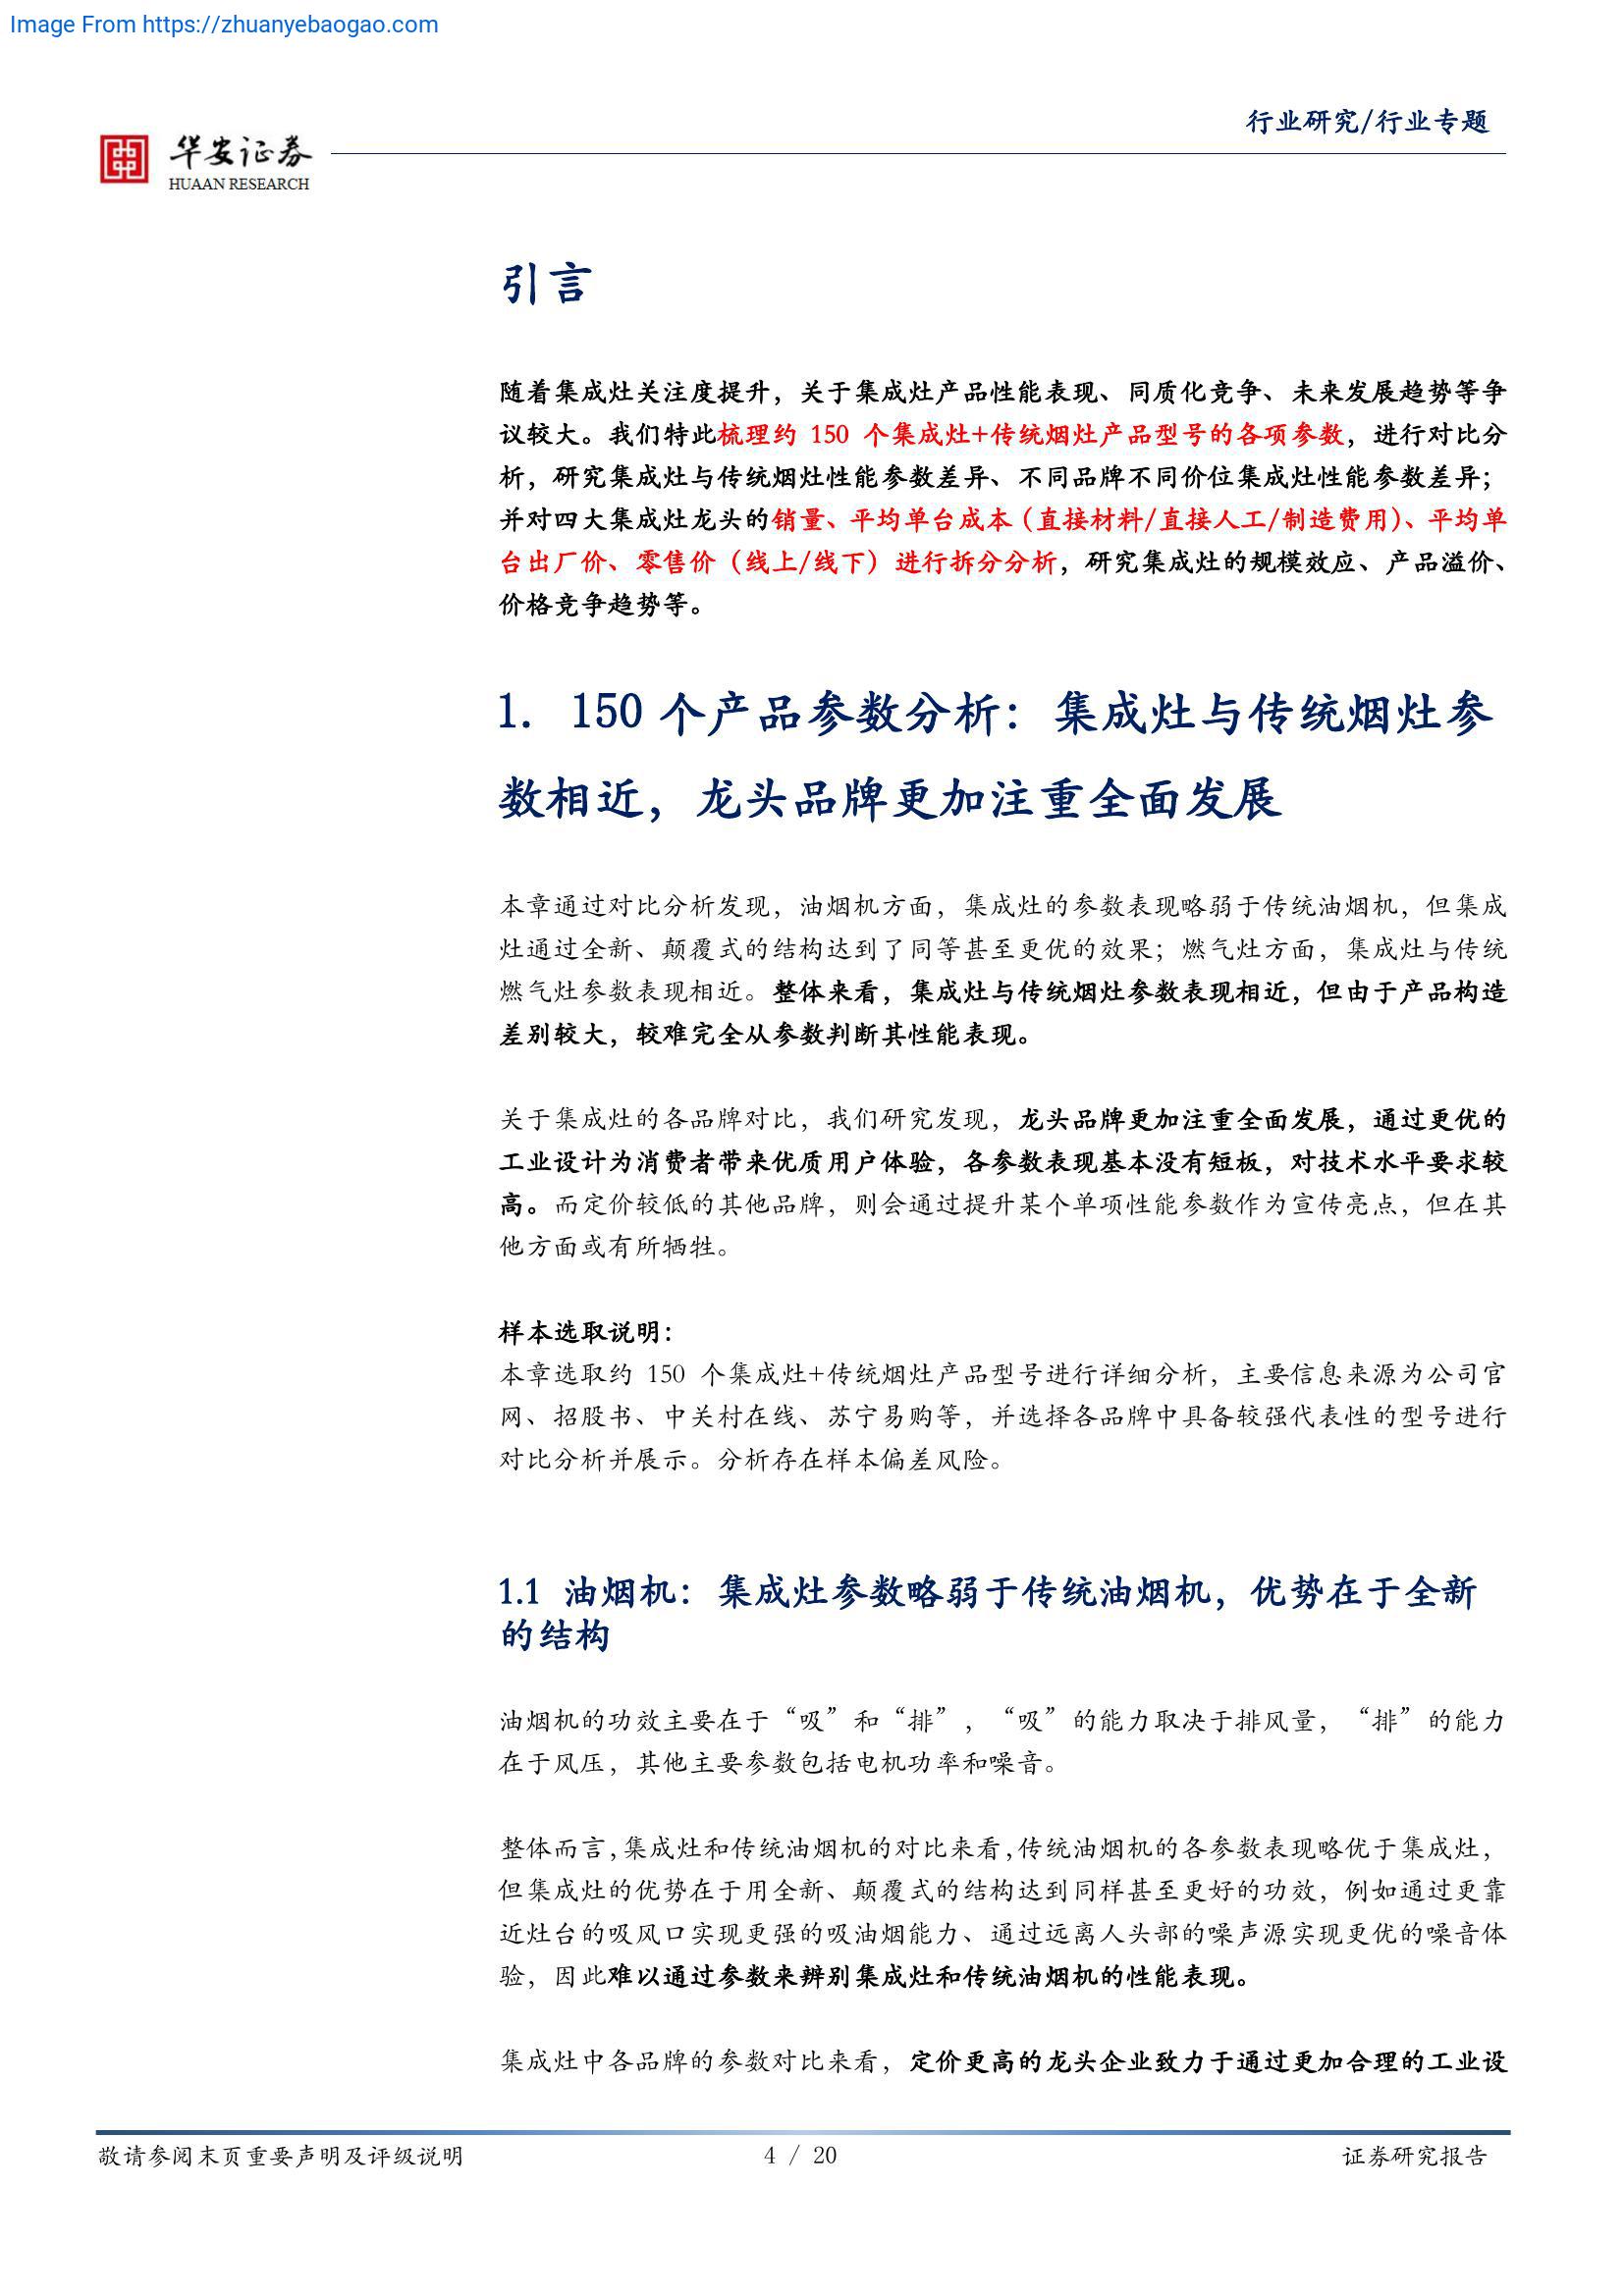 Image From https://zhuanyebaogao.com
行业研究/行业专题
华安证券
HUAAN RESEARCH
引言
随着集成灶关注度提升，关于集成灶产品性能表现、同质化竞争、未来发展趋势等争
议较大。我们特此梳理约 150 个集成灶+传统烟灶产品型号的各项参数，进行对比分
析，研究集成灶与传统烟灶性能参数差异、不同品牌不同价位集成灶性能参数差异；
并对四大集成灶龙头的销量、平均单台成本（直接材料/直接人工/制造费用）、平均单
台出厂价、零售价（线上/线下）进行拆分分析，研究集成灶的规模效应、产品溢价、
价格竞争趋势等。
1. 150 个产品参数分析：集成灶与传统烟灶参
数相近，龙头品牌更加注重全面发展
本章通过对比分析发现，油烟机方面，集成灶的参数表现略弱于传统油烟机，但集成
灶通过全新、颠覆式的结构达到了同等甚至更优的效果；燃气灶方面，集成灶与传统
燃气灶参数表现相近。整体来看，集成灶与传统烟灶参数表现相近，但由于产品构造
差别较大，较难完全从参数判断其性能表现。
关于集成灶的各品牌对比，我们研究发现，龙头品牌更加注重全面发展，通过更优的
工业设计为消费者带来优质用户体验，各参数表现基本没有短板，对技术水平要求较
高。而定价较低的其他品牌，则会通过提升某个单项性能参数作为宣传亮点，但在其
他方面或有所牺牲。
样本选取说明：
本章选取约 150 个集成灶+传统烟灶产品型号进行详细分析，主要信息来源为公司官
网、招股书、中关村在线、苏宁易购等，并选择各品牌中具备较强代表性的型号进行
对比分析并展示。分析存在样本偏差风险。
1.1 油烟机：集成灶参数略弱于传统油烟机，优势在于全新
的结构
油烟机的功效主要在于“吸”和“排”，“吸”的能力取决于排风量，“排”的能力
在于风压，其他主要参数包括电机功率和噪音。
整体而言，集成灶和传统油烟机的对比来看，传统油烟机的各参数表现略优于集成灶，
但集成灶的优势在于用全新、颠覆式的结构达到同样甚至更好的功效，例如通过更靠
近灶台的吸风口实现更强的吸油烟能力、通过远离人头部的噪声源实现更优的噪音体
验，因此难以通过参数来辨别集成灶和传统油烟机的性能表现。
集成灶中各品牌的参数对比来看，定价更高的龙头企业致力于通过更加合理的工业设
敬请参阅末页重要声明及评级说明
4 / 20
证券研究报告